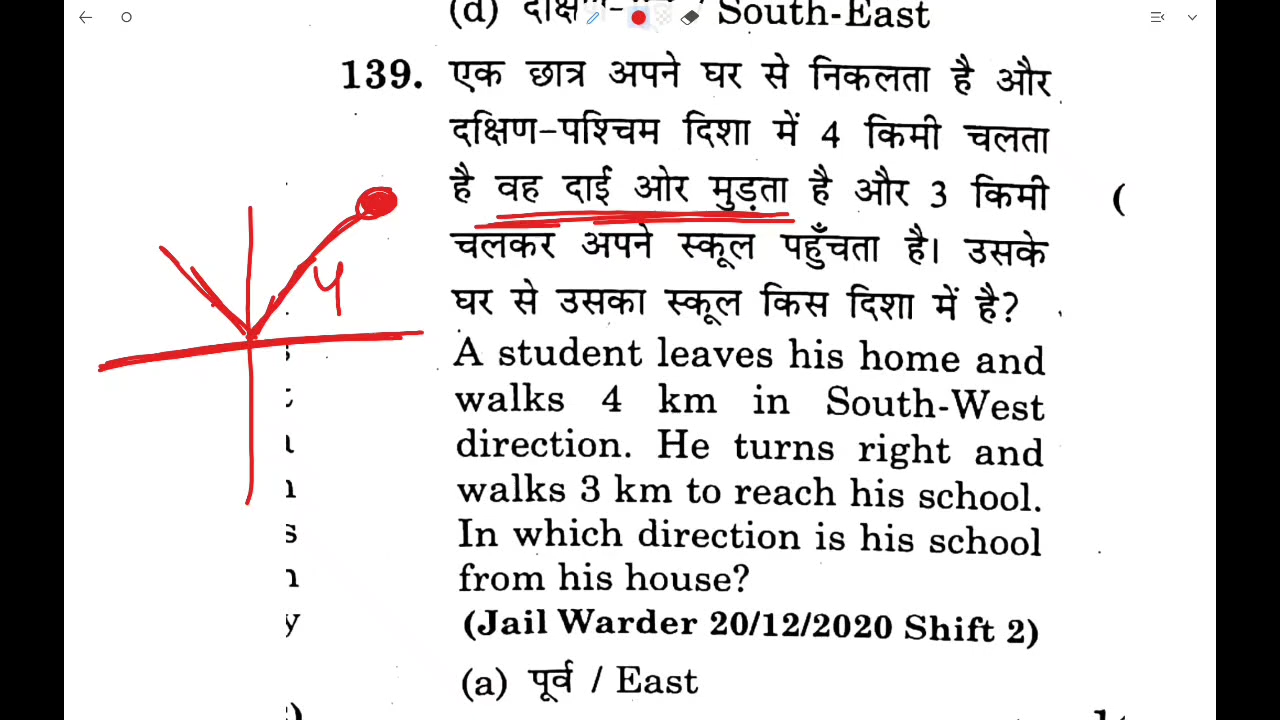 (d) दक्षिण-पूर्व / South-East
139. एक छात्र अपने घर से निकलता है और
दक्षिण-पश्चिम दिशा में 4 किमी चलता
है वह दाईं ओर मुड़ता है और 3 किमी
चलकर अपने स्कूल पहुँचता है। उसके
घर से उसका स्कूल किस दिशा में है?
A student leaves his home and
walks 4 km in South-West
direction. He turns right and
walks 3 km to reach his school.
In which direction is his school
from his house?
(Jail Warder 20/12/2020 Shift 2)
(a) पूर्व / East
4